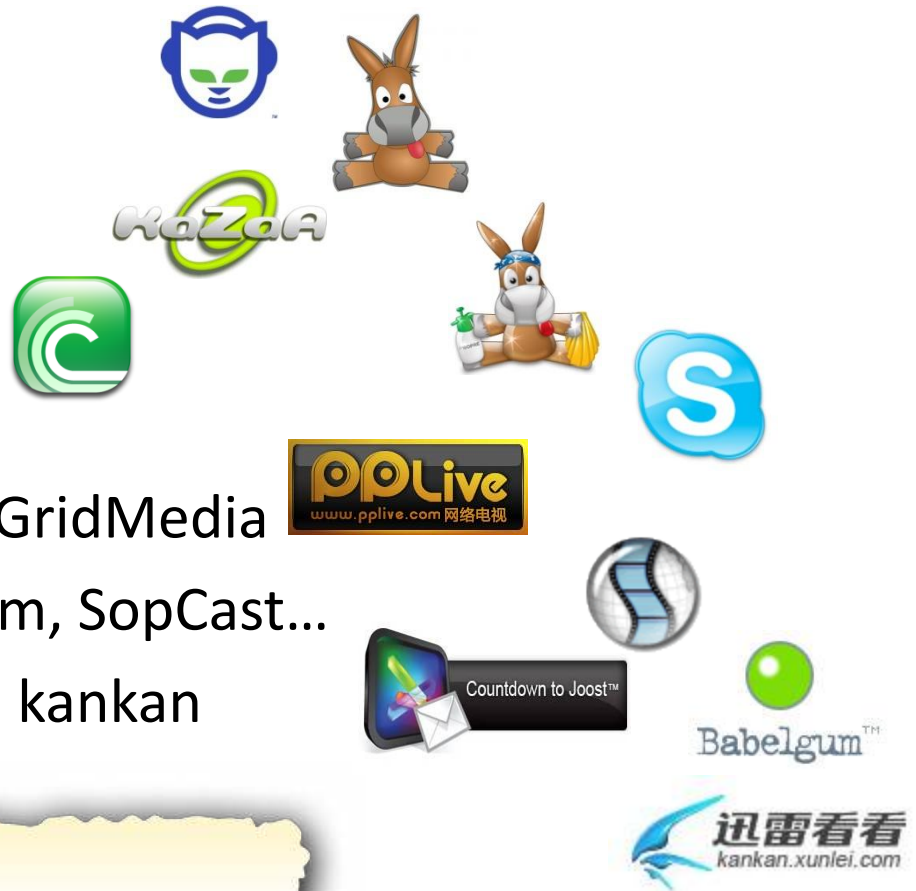 KaZaA
S
GridMedia
PPLive
www.pplive.com 网络电视
m, SopCast...
kankan
Countdown to Joost™
Babelgum™
迅雷看看
kankan.xunlei.com